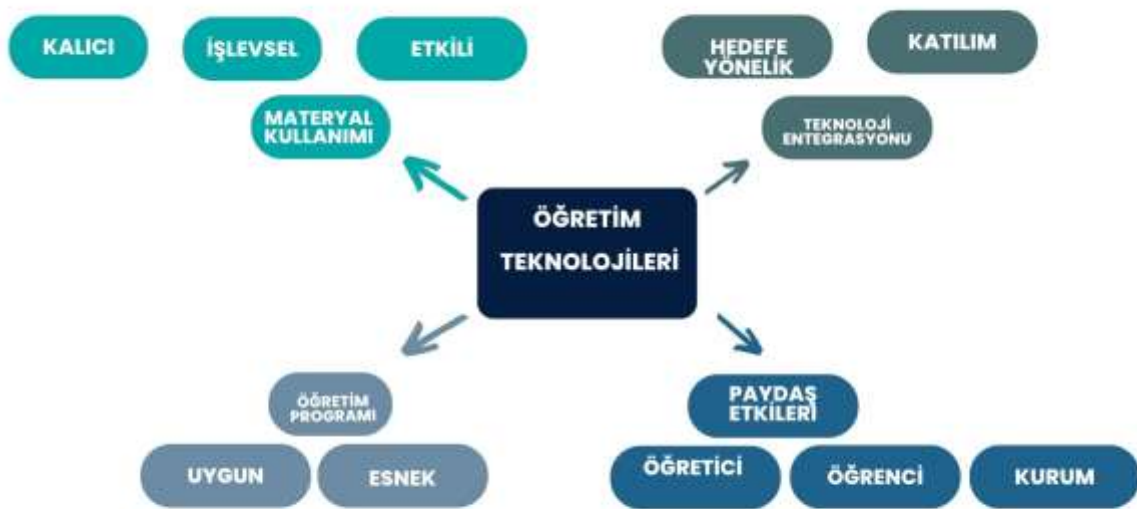 KALICI
İŞLEVSEL
ETKİLİ
MATERYAL
KULLANIMI
HEDEFE
YÖNELİK
KATILIM
TEKNOLOJİ
ENTEGRASYONU
ÖĞRETİM
TEKNOLOJİLERİ
ÖĞRETİM
PROGRAMI
UYGUN
ESNEK
PAYDAŞ
ETKİLERİ
ÖĞRETİCİ
ÖĞRENCİ
KURUM